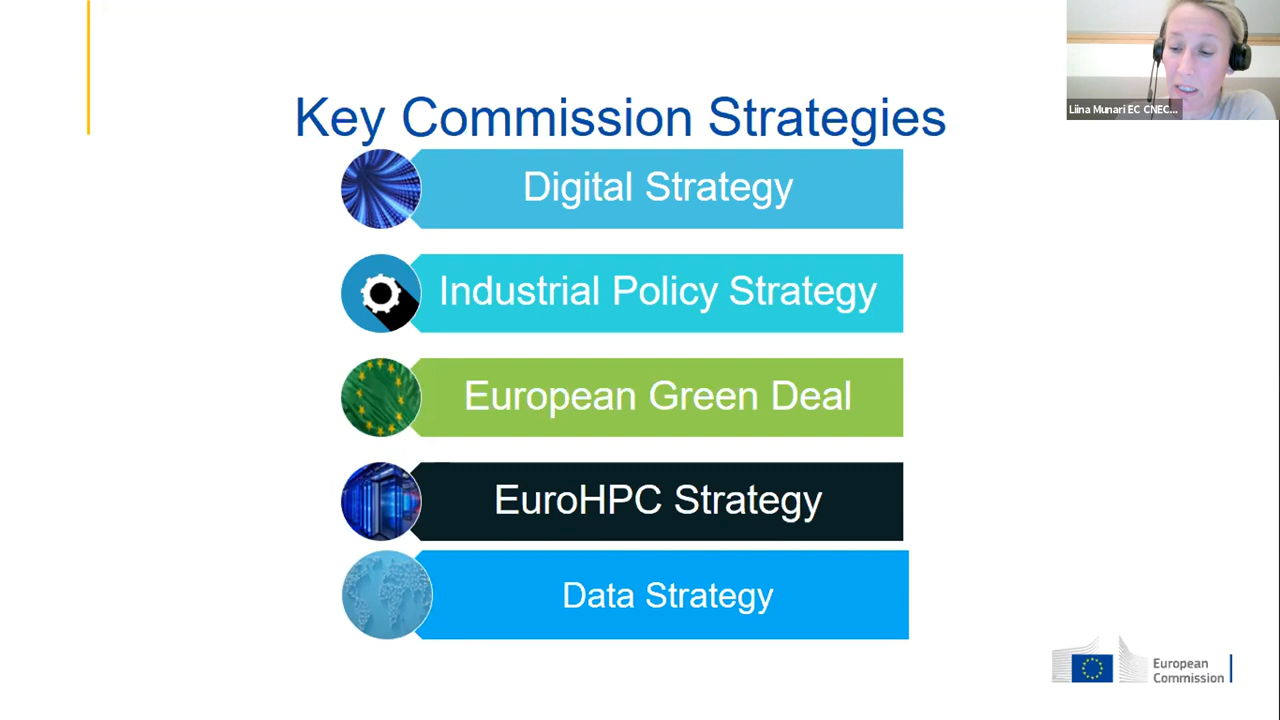 Liina Munari EC CNEC...
Key Commission Strategies
Digital Strategy
Industrial Policy Strategy
European Green Deal
EuroHPC Strategy
Data Strategy
European
Commission